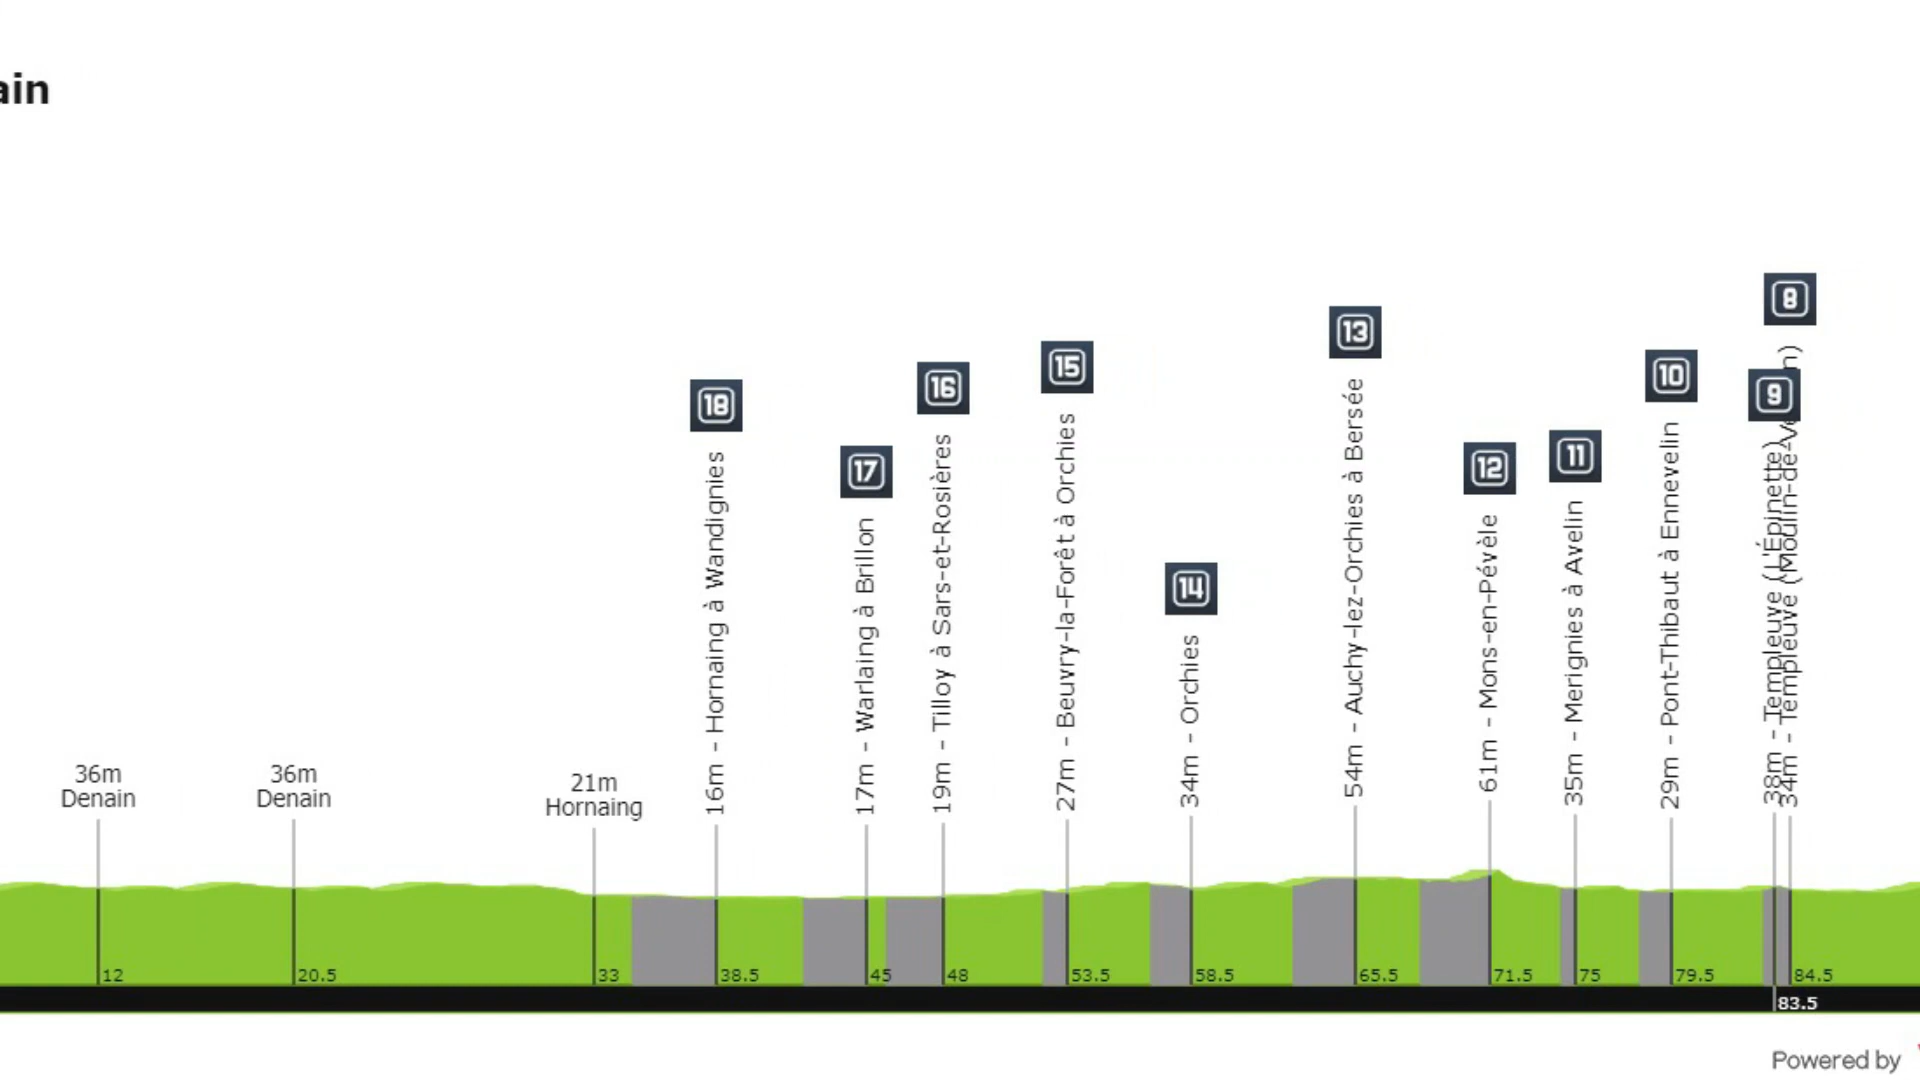 ain
8
13
15
10
16
9
18
12
11
17
14
16m - Hornaing à Wandignies
17m - Warlaing à Brillon
19m - Tilloy à Sars-et-Rosières
27m - Beuvry-la-Forêt à Orchies
34m - Orchies
54m - Auchy-lez-Orchies à Bersée
61m - Mons-en-Pévèle
35m - Merignies à Avelin
29m - Pont-Thibaut à Ennevelin
38m - Templeuve (L'Épinette)
34m - Templeuve (Moulin-de-Ve n)
36m
Denain
36m
Denain
21m
Hornaing
12
20.5
33
38.5
45
48
53.5
58.5
65.5
71.5
75
79.5
84.5
83.5
Powered by